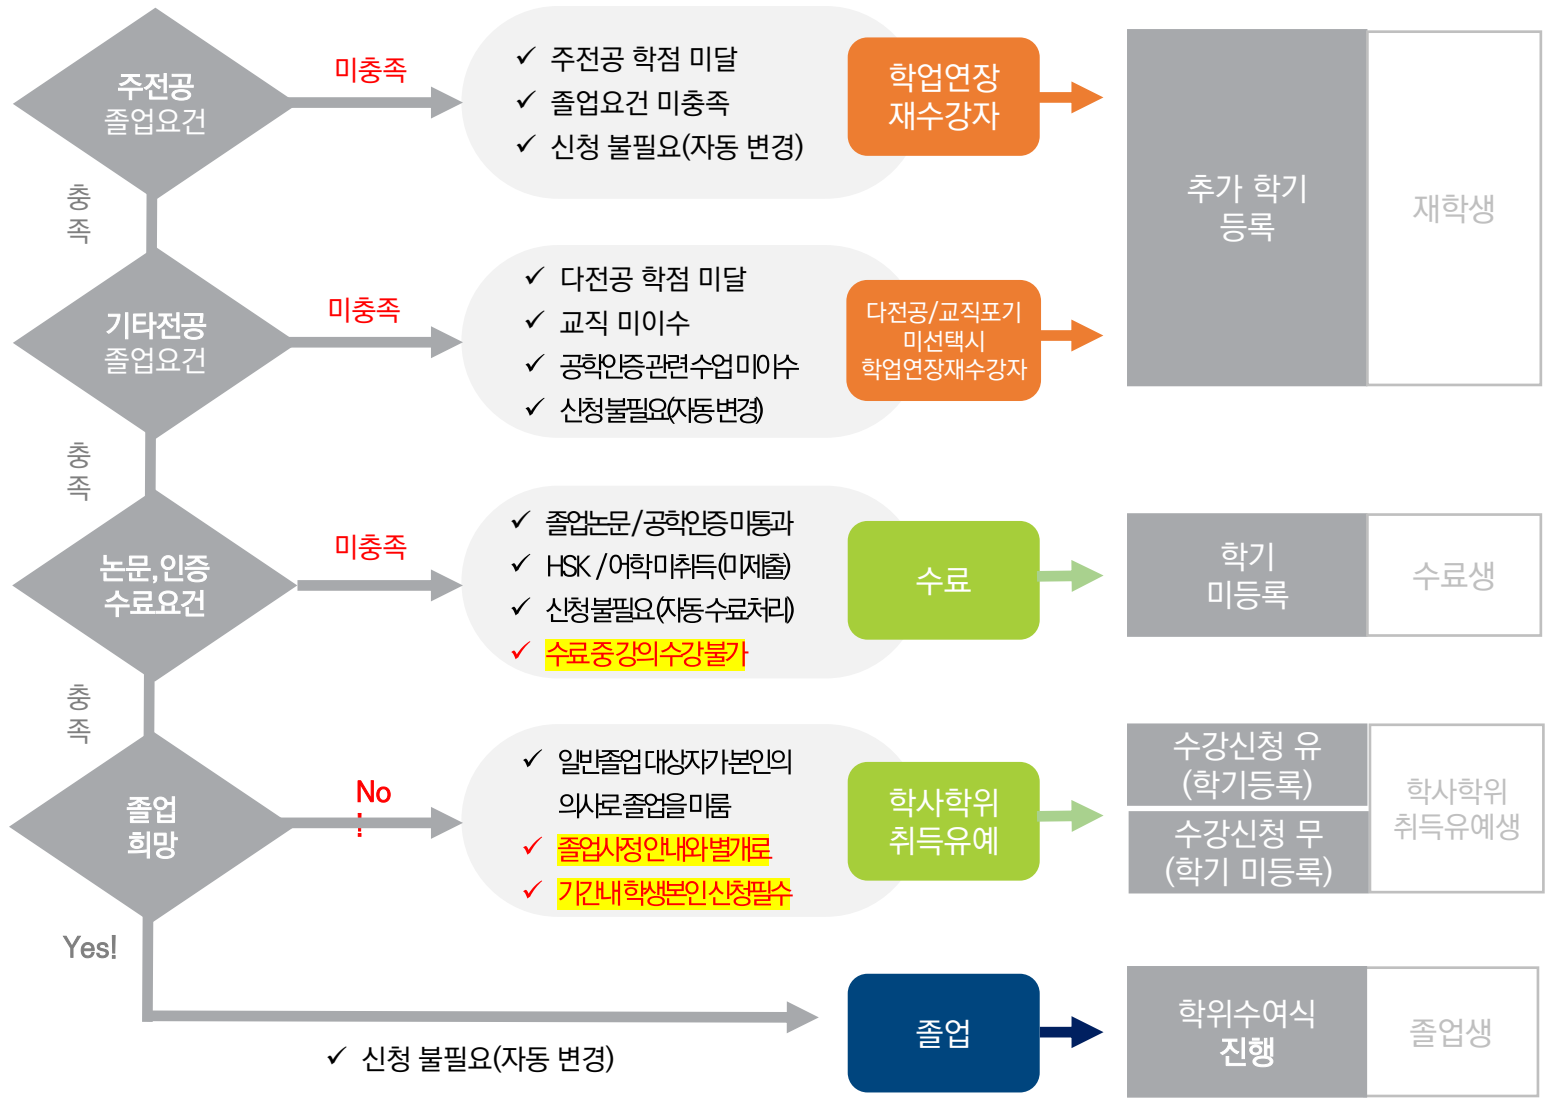 주전공
졸업요건
미충족
✓ 주전공 학점 미달
✓ 졸업요건 미충족
✓ 신청 불필요(자동 변경)
학업연장
재수강자
추가 학기
등록
재학생
충
족
기타전공
졸업요건
미충족
✓ 다전공 학점 미달
✓ 교직 미이수
✓ 공학인증 관련 수업 미이수
✓ 신청 불필요(자동 변경)
다전공/교직포기
미선택시
학업연장재수강자
충
족
논문, 인증
수료요건
미충족
✓ 졸업논문 / 공학인증 미통과
✓ HSK / 어학 미취득 (미제출)
✓ 신청 불필요 (자동 수료처리)
✓ 수료 중 강의 수강 불가
수료
학기
미등록
수료생
충
족
졸업
희망
No
!
✓ 일반졸업 대상자가 본인의
의사로 졸업을 미룸
✓ 졸업사정 안내와 별개로
✓ 기간내 학생본인 신청필수
학사학위
취득유예
수강신청 유
(학기등록)
수강신청 무
(학기 미등록)
학사학위
취득유예생
Yes!
✓ 신청 불필요(자동 변경)
졸업
학위수여식
진행
졸업생